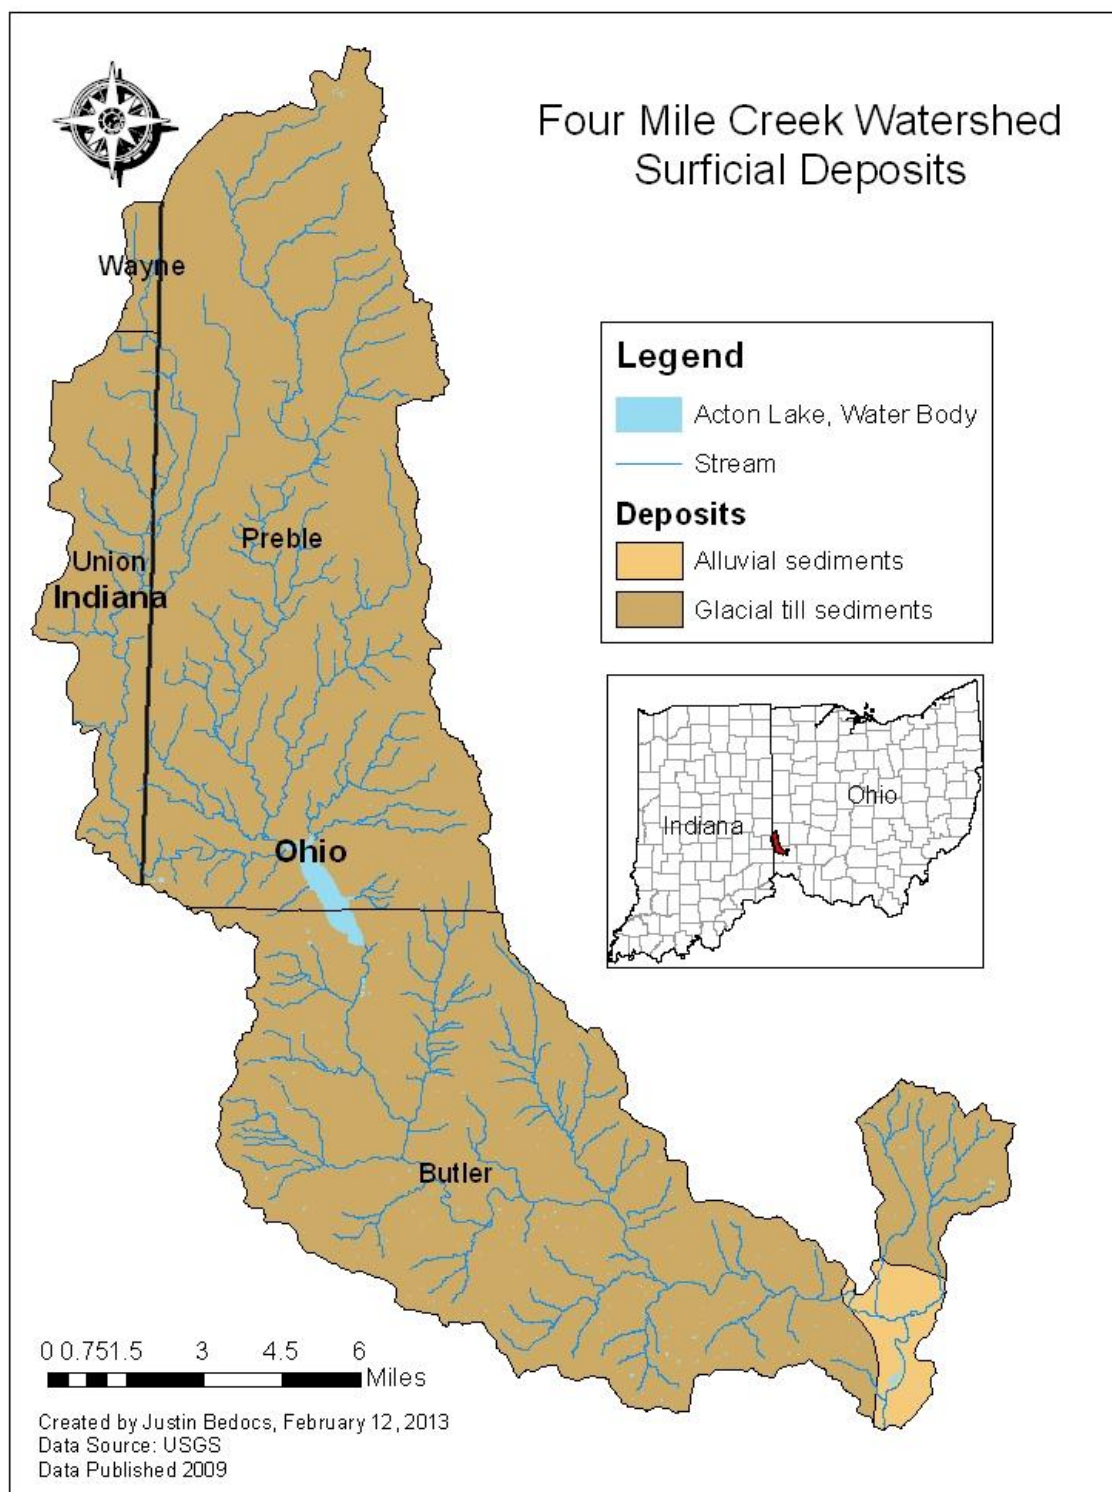 Four Mile Creek Watershed
Surficial Deposits
Wayne
Legend
Acton Lake, Water Body
Stream
Deposits
Alluvial sediments
Glacial till sediments
Preble
Union
Indiana
Ohio
Indiana
Ohio
Butler
0 0.751.5 3 4.5 6
Miles
Created by Justin Bedocs, February 12, 2013
Data Source: USGS
Data Published 2009